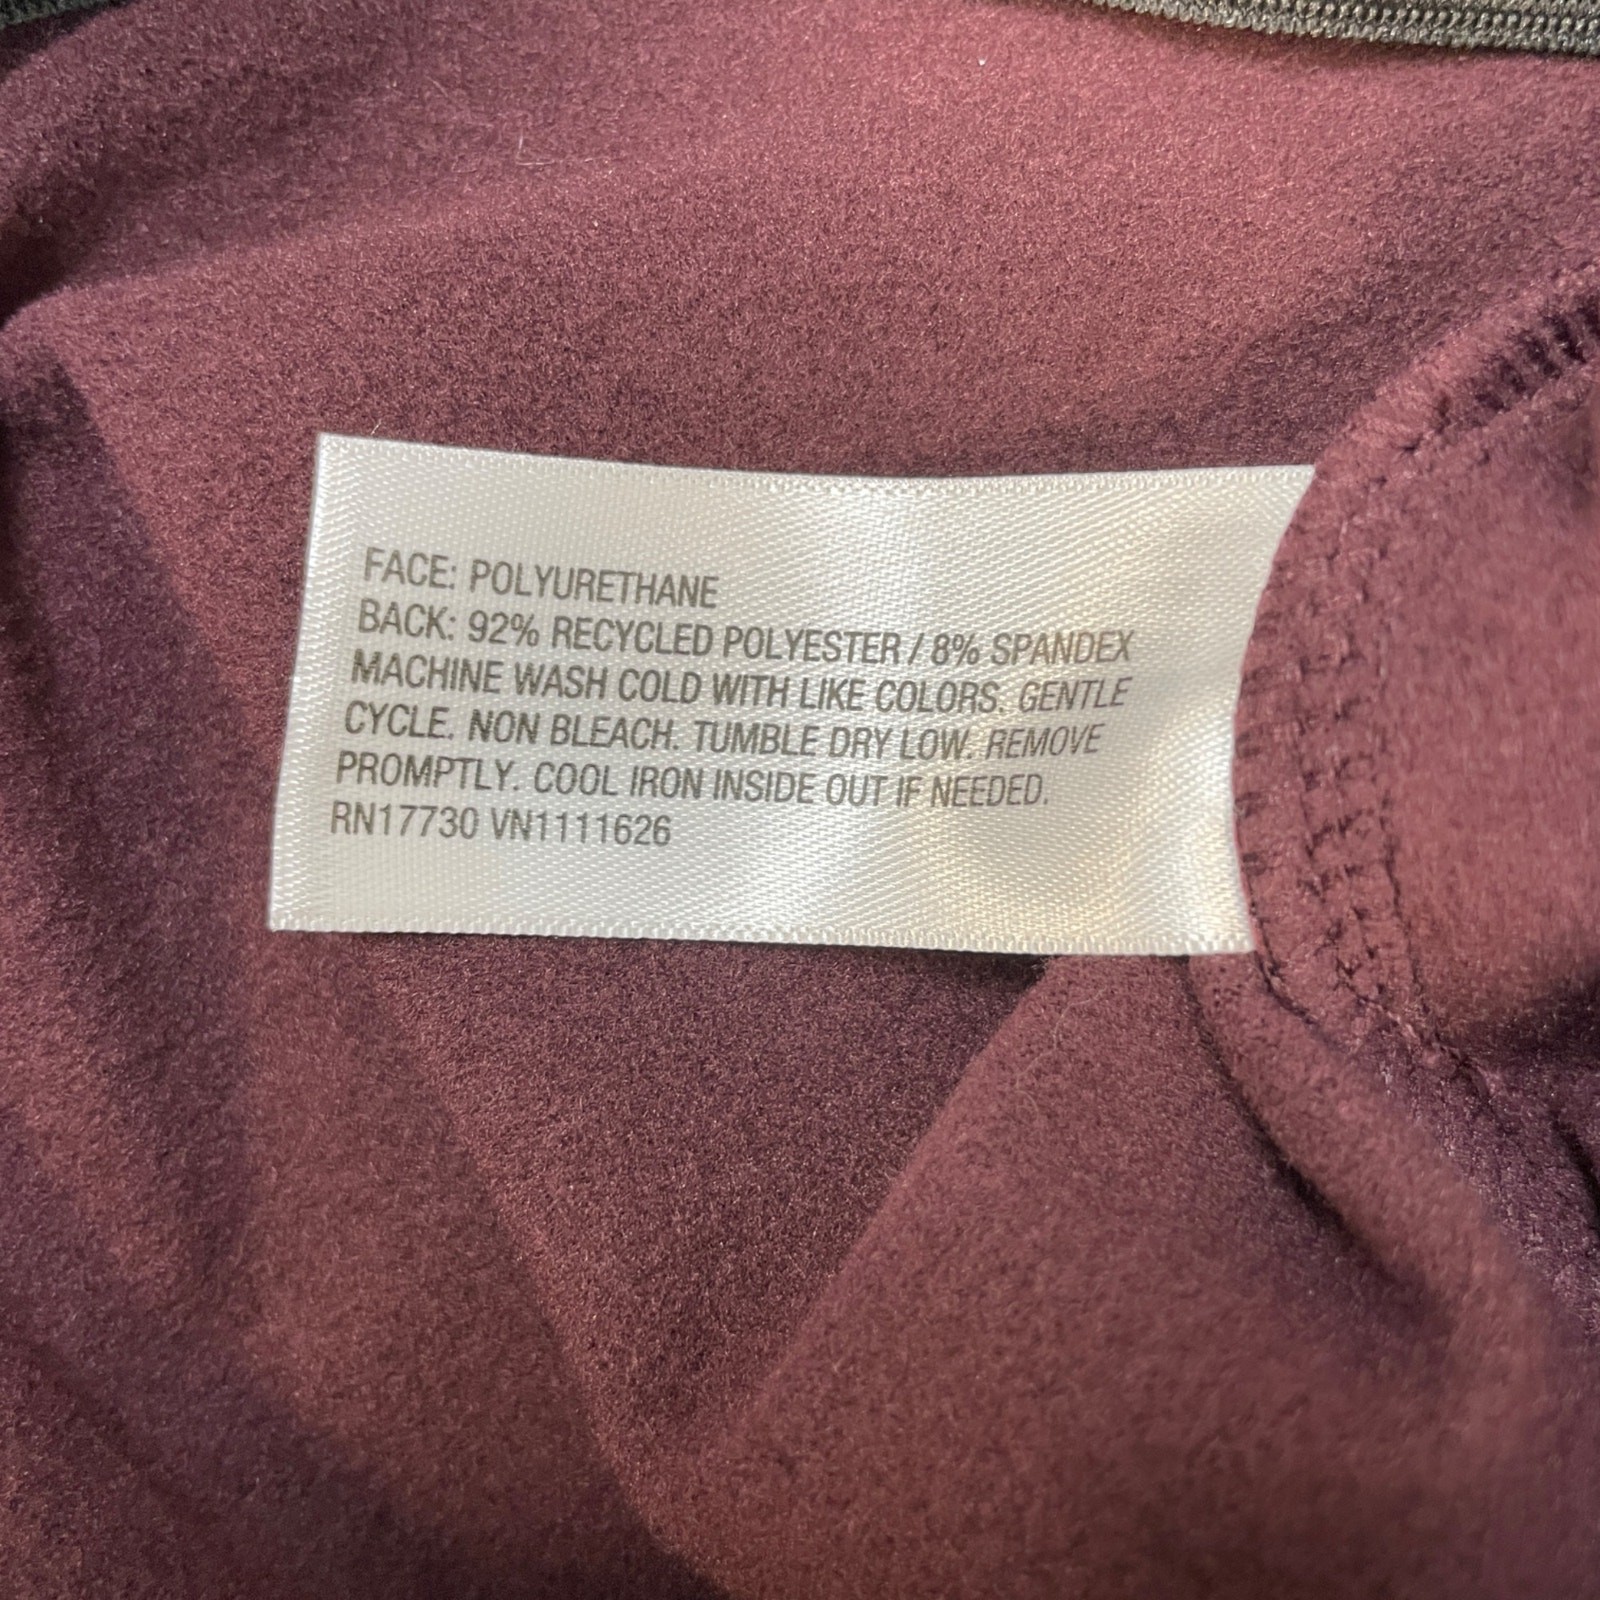 FACE: POLYURETHANE
BACK: 92% RECYCLED POLYESTER / 8% SPANDEX
MACHINE WASH COLD WITH LIKE COLORS. GENTLE
CYCLE. NON BLEACH. TUMBLE DRY LOW. REMOVE
PROMPTLY. COOL IRON INSIDE OUT IF NEEDED.
RN17730 VN1111626